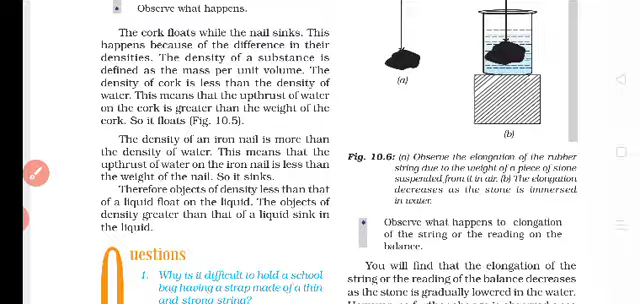 Observe what happens.
The cork floats while the nail sinks. This
happens because of the difference in their
densities. The density of a substance is
defined as the mass per unit volume. The
density of cork is less than the density of
water. This means that the upthrust of water
on the cork is greater than the weight of the
cork. So it floats (Fig. 10.5).
The density of an iron nail is more than
the density of water. This means that the
upthrust of water on the iron nail is less than
the weight of the nail. So it sinks.
Therefore objects of density less than that
of a liquid float on the liquid. The objects of
density greater than that of a liquid sink in
the liquid.
Questions
1. Why is it difficult to hold a school
bag having a strap made of a thin
and strong string?
(a)
(b)
Fig. 10.6: (a) Observe the elongation of the rubber
string due to the weight of a piece of stone
suspended from it in air. (b) The elongation
decreases as the stone is immersed
in water.
Observe what happens to elongation
of the string or the reading on the
balance.
You will find that the elongation of the
string or the reading of the balance decreases
as the stone is gradually lowered in the water.